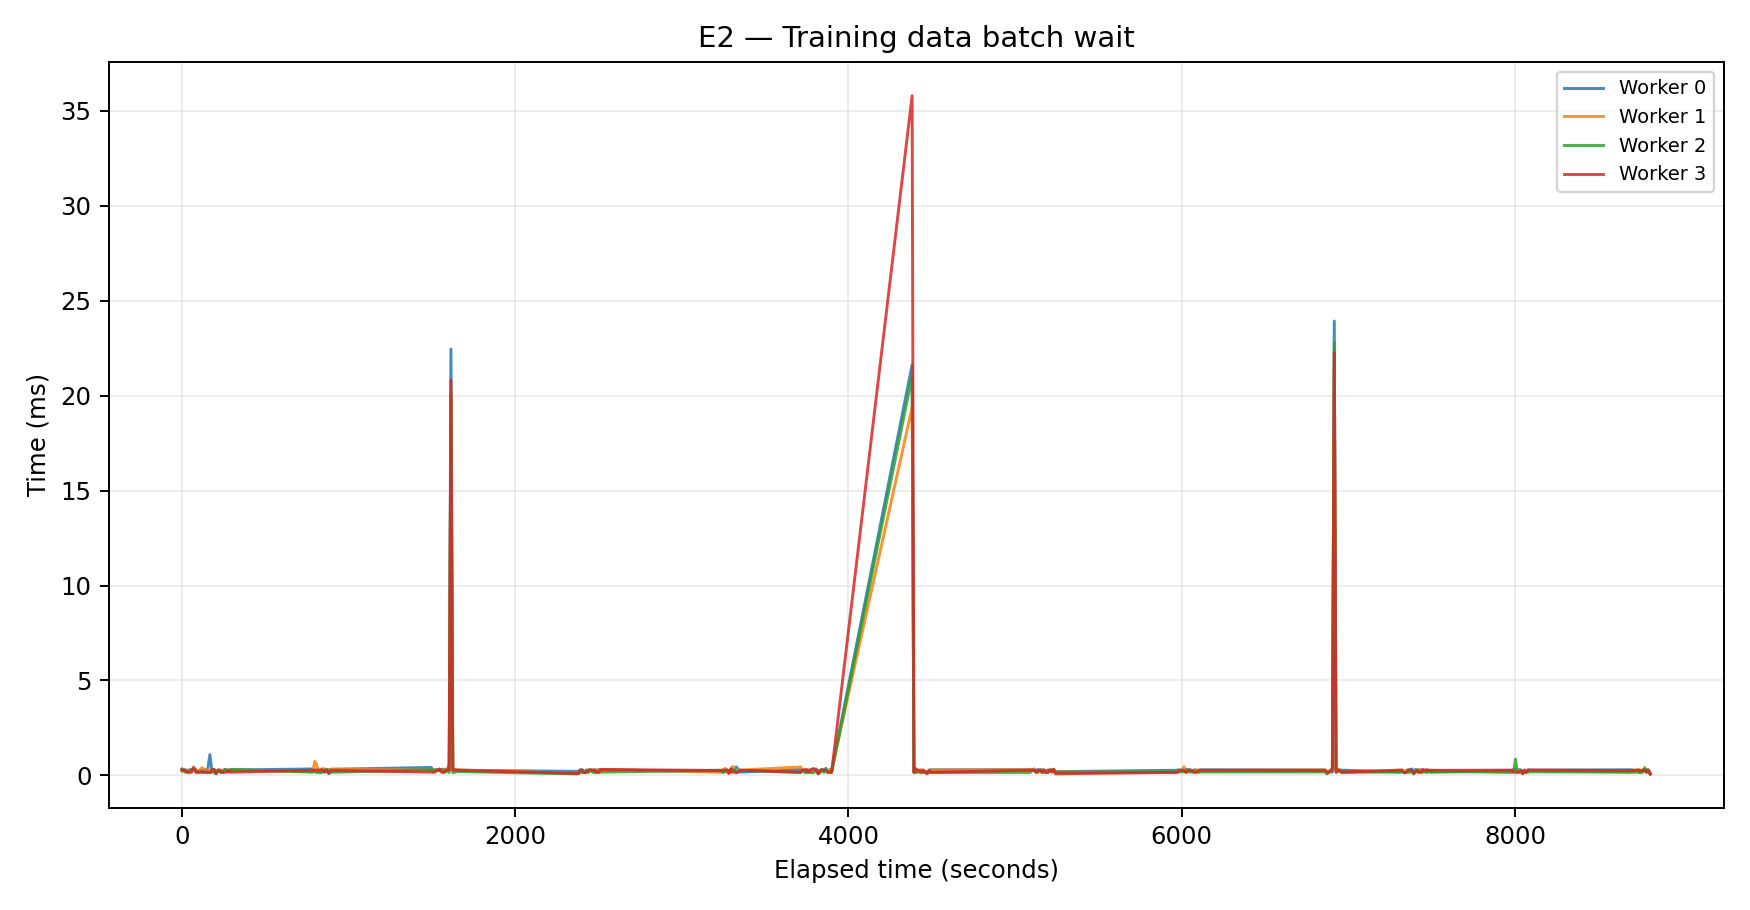 E2 — Training data batch wait
Time (ms)
35
30
25
20
15
10
5
0
0 2000 4000 6000 8000
Elapsed time (seconds)
Worker 0
Worker 1
Worker 2
Worker 3